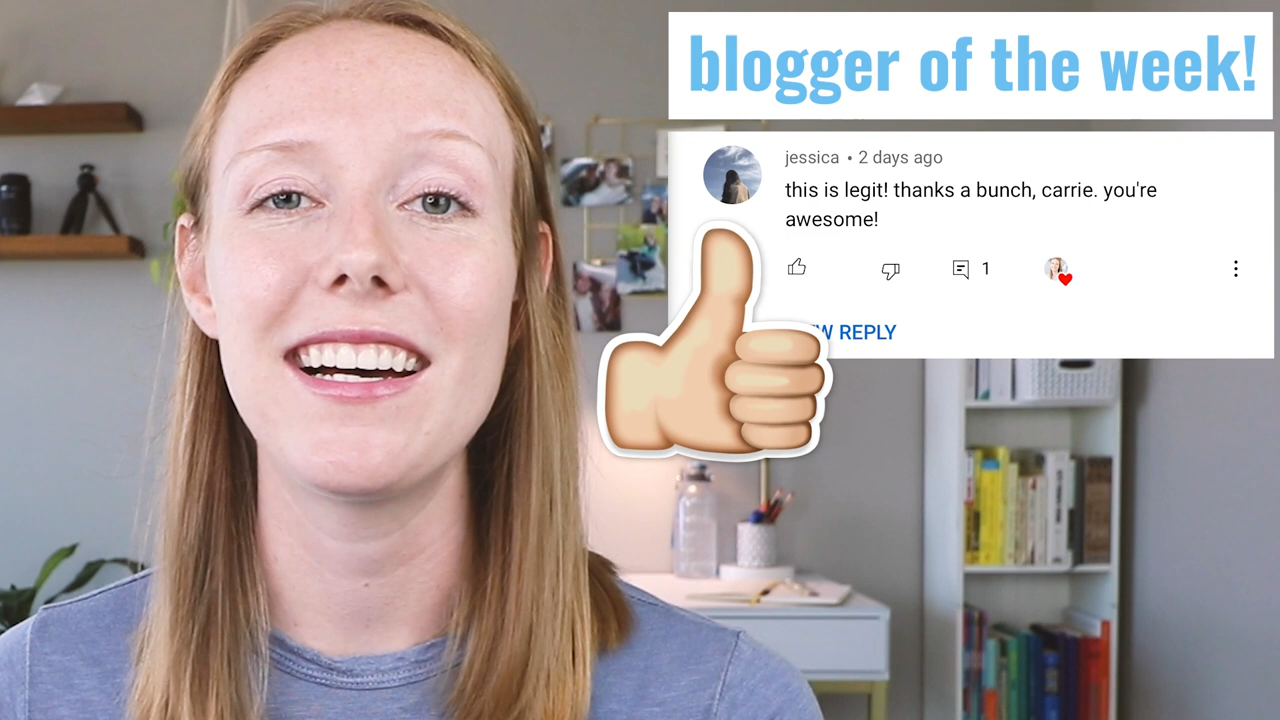 blogger of the week!
jessica • 2 days ago
this is legit! thanks a bunch, carrie. you're
awesome!
1
REPLY